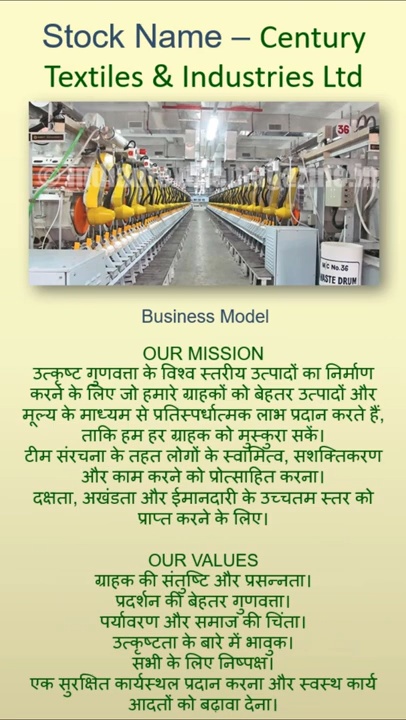 Stock Name – Century
Textiles & Industries Ltd
36
M/C No.36
WASTE DRUM
Business Model
OUR MISSION
उत्कृष्ट गुणवत्ता के विश्व स्तरीय उत्पादों का निर्माण
करने के लिए जो हमारे ग्राहकों को बेहतर उत्पादों और
मूल्य के माध्यम से प्रतिस्पर्धात्मक लाभ प्रदान करते हैं,
ताकि हम हर ग्राहक को मुस्कुरा सकें।
टीम संरचना के तहत लोगों के स्वामित्व, सशक्तिकरण
और काम करने को प्रोत्साहित करना।
दक्षता, अखंडता और ईमानदारी के उच्चतम स्तर को
प्राप्त करने के लिए।
OUR VALUES
ग्राहक की संतुष्टि और प्रसन्नता।
प्रदर्शन की बेहतर गुणवत्ता।
पर्यावरण और समाज की चिंता।
उत्कृष्टता के बारे में भावुक।
सभी के लिए निष्पक्ष।
एक सुरक्षित कार्यस्थल प्रदान करना और स्वस्थ कार्य
आदतों को बढ़ावा देना।